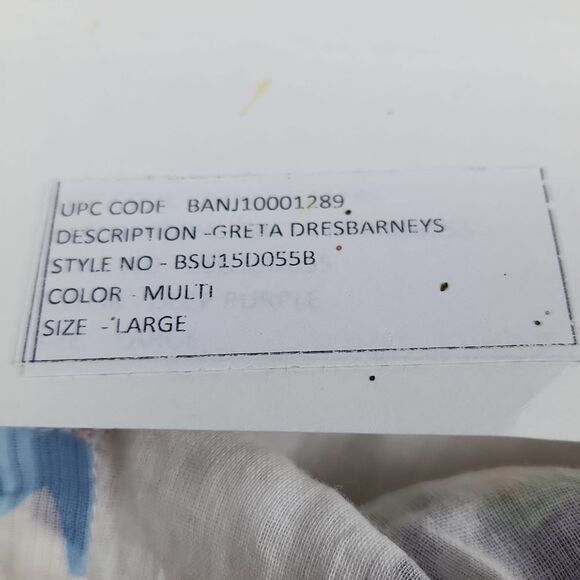 UPC CODE BANJ10001289
DESCRIPTION -GRETA DRESBARNEYS
STYLE NO - BSU15D055B
COLOR - MULTI
SIZE - LARGE